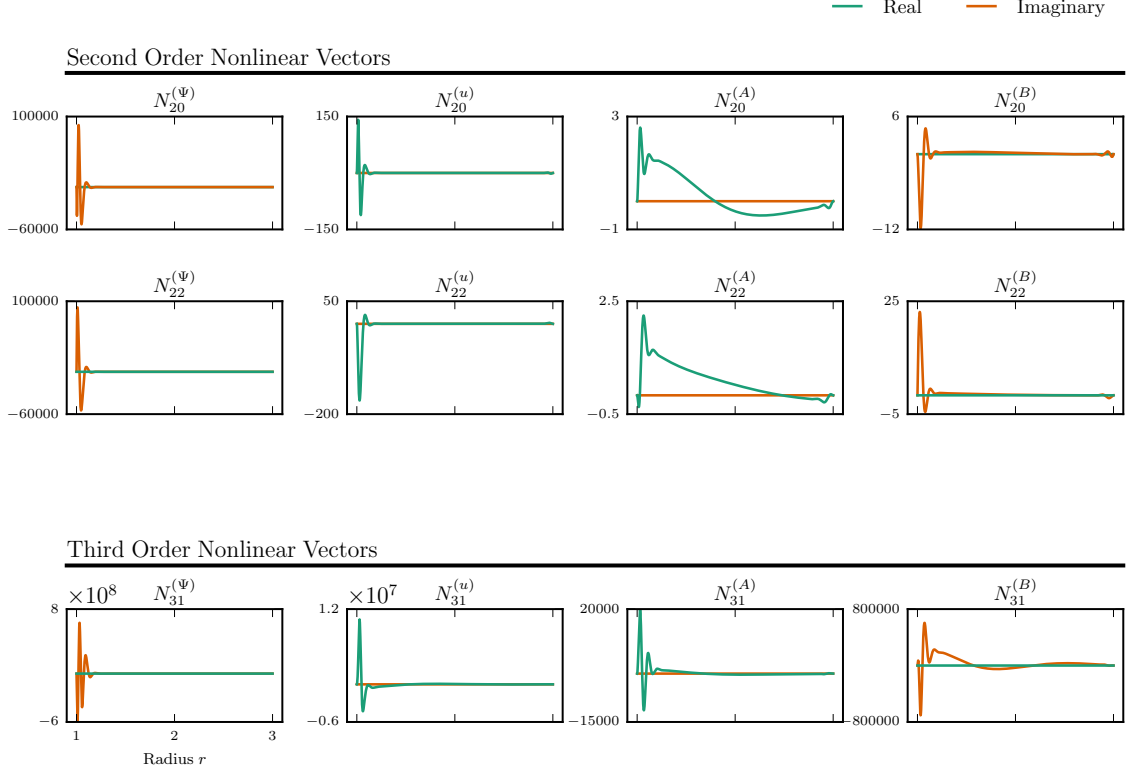 Real Imaginary
Second Order Nonlinear Vectors
N_{20}^{(Ψ)} N_{20}^{(u)} N_{20}^{(A)} N_{20}^{(B)}
100000 150 3 6
−60000 −150 −1 −12
N_{22}^{(Ψ)} N_{22}^{(u)} N_{22}^{(A)} N_{22}^{(B)}
100000 50 2.5 25
−60000 −200 −0.5 −5
Third Order Nonlinear Vectors
×10^8 N_{31}^{(Ψ)} ×10^7 N_{31}^{(u)} N_{31}^{(A)} N_{31}^{(B)}
8 1.2 20000 800000
−6 −0.6 −15000 −800000
1 2 3
Radius r